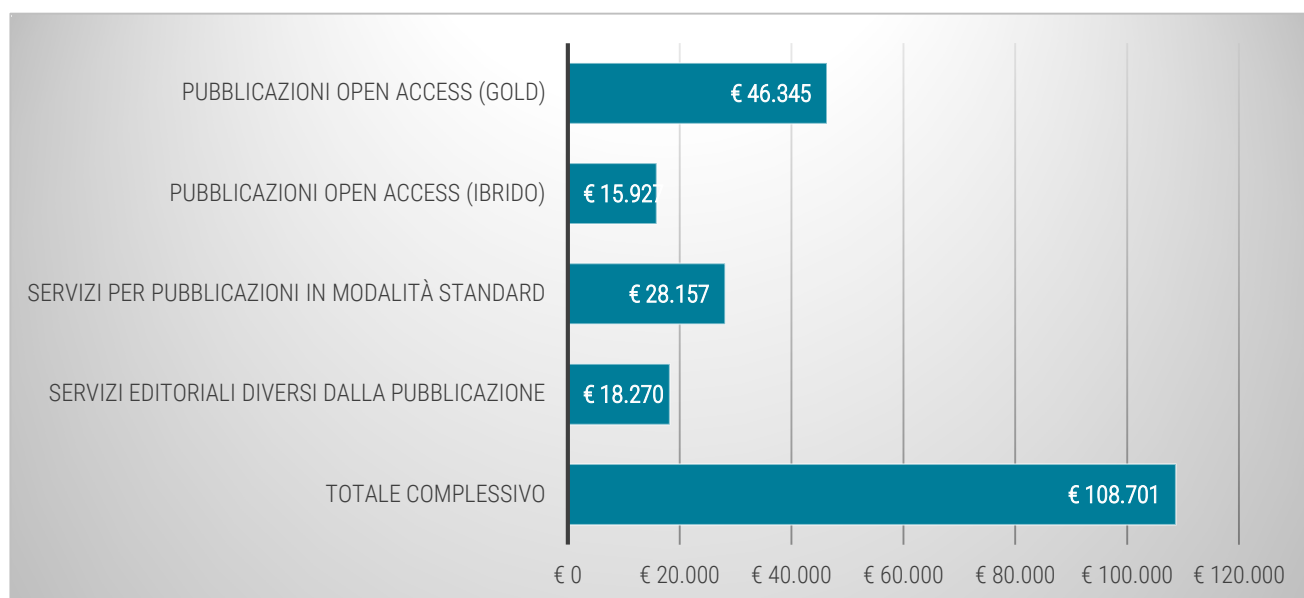 PUBBLICAZIONI OPEN ACCESS (GOLD)
€ 46.345
PUBBLICAZIONI OPEN ACCESS (IBRIDO)
€ 15.927
SERVIZI PER PUBBLICAZIONI IN MODALITÀ STANDARD
€ 28.157
SERVIZI EDITORIALI DIVERSI DALLA PUBBLICAZIONE
€ 18.270
TOTALE COMPLESSIVO
€ 108.701
€ 0 € 20.000 € 40.000 € 60.000 € 80.000 € 100.000 € 120.000